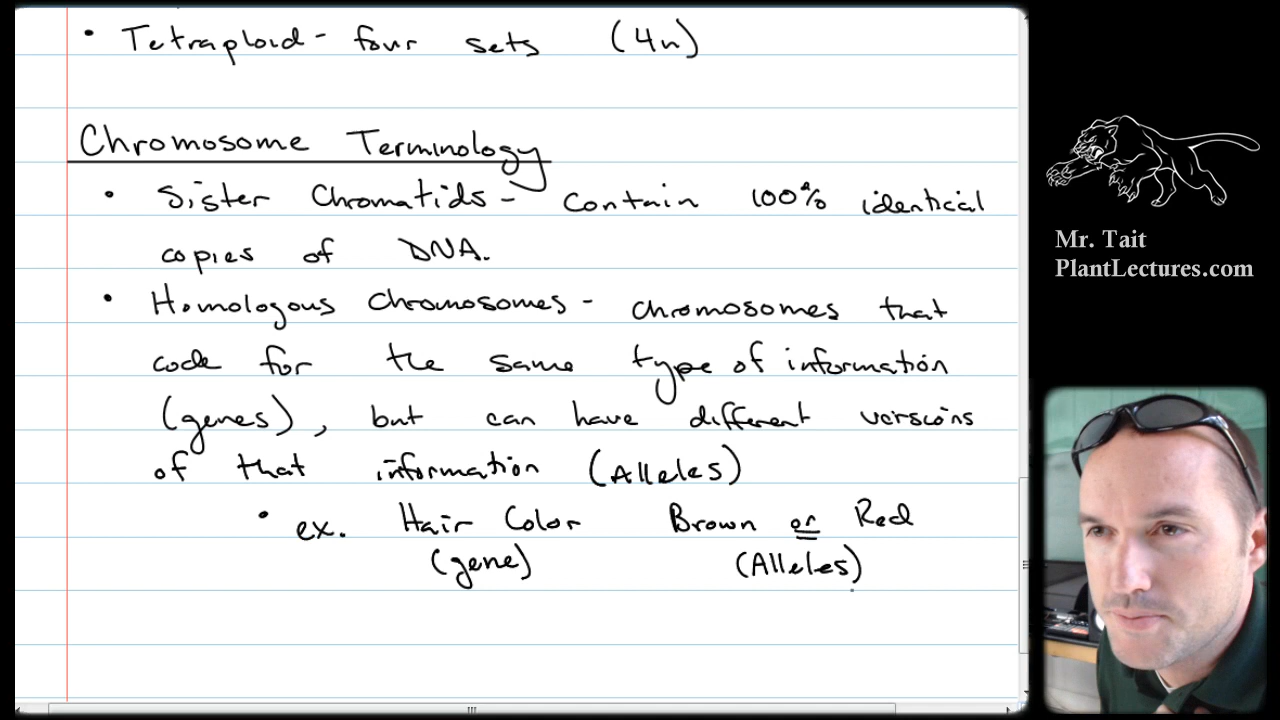 • Tetraploid - four sets (4n)
Chromosome Terminology
• Sister Chromatids - contain 100% identical
copies of DNA.
• Homologous Chromosomes - chromosomes that
code for the same type of information
(genes), but can have different versions
of that information (Alleles)
• ex. Hair Color Brown or Red
(gene) (Alleles)
Mr. Tait
PlantLectures.com